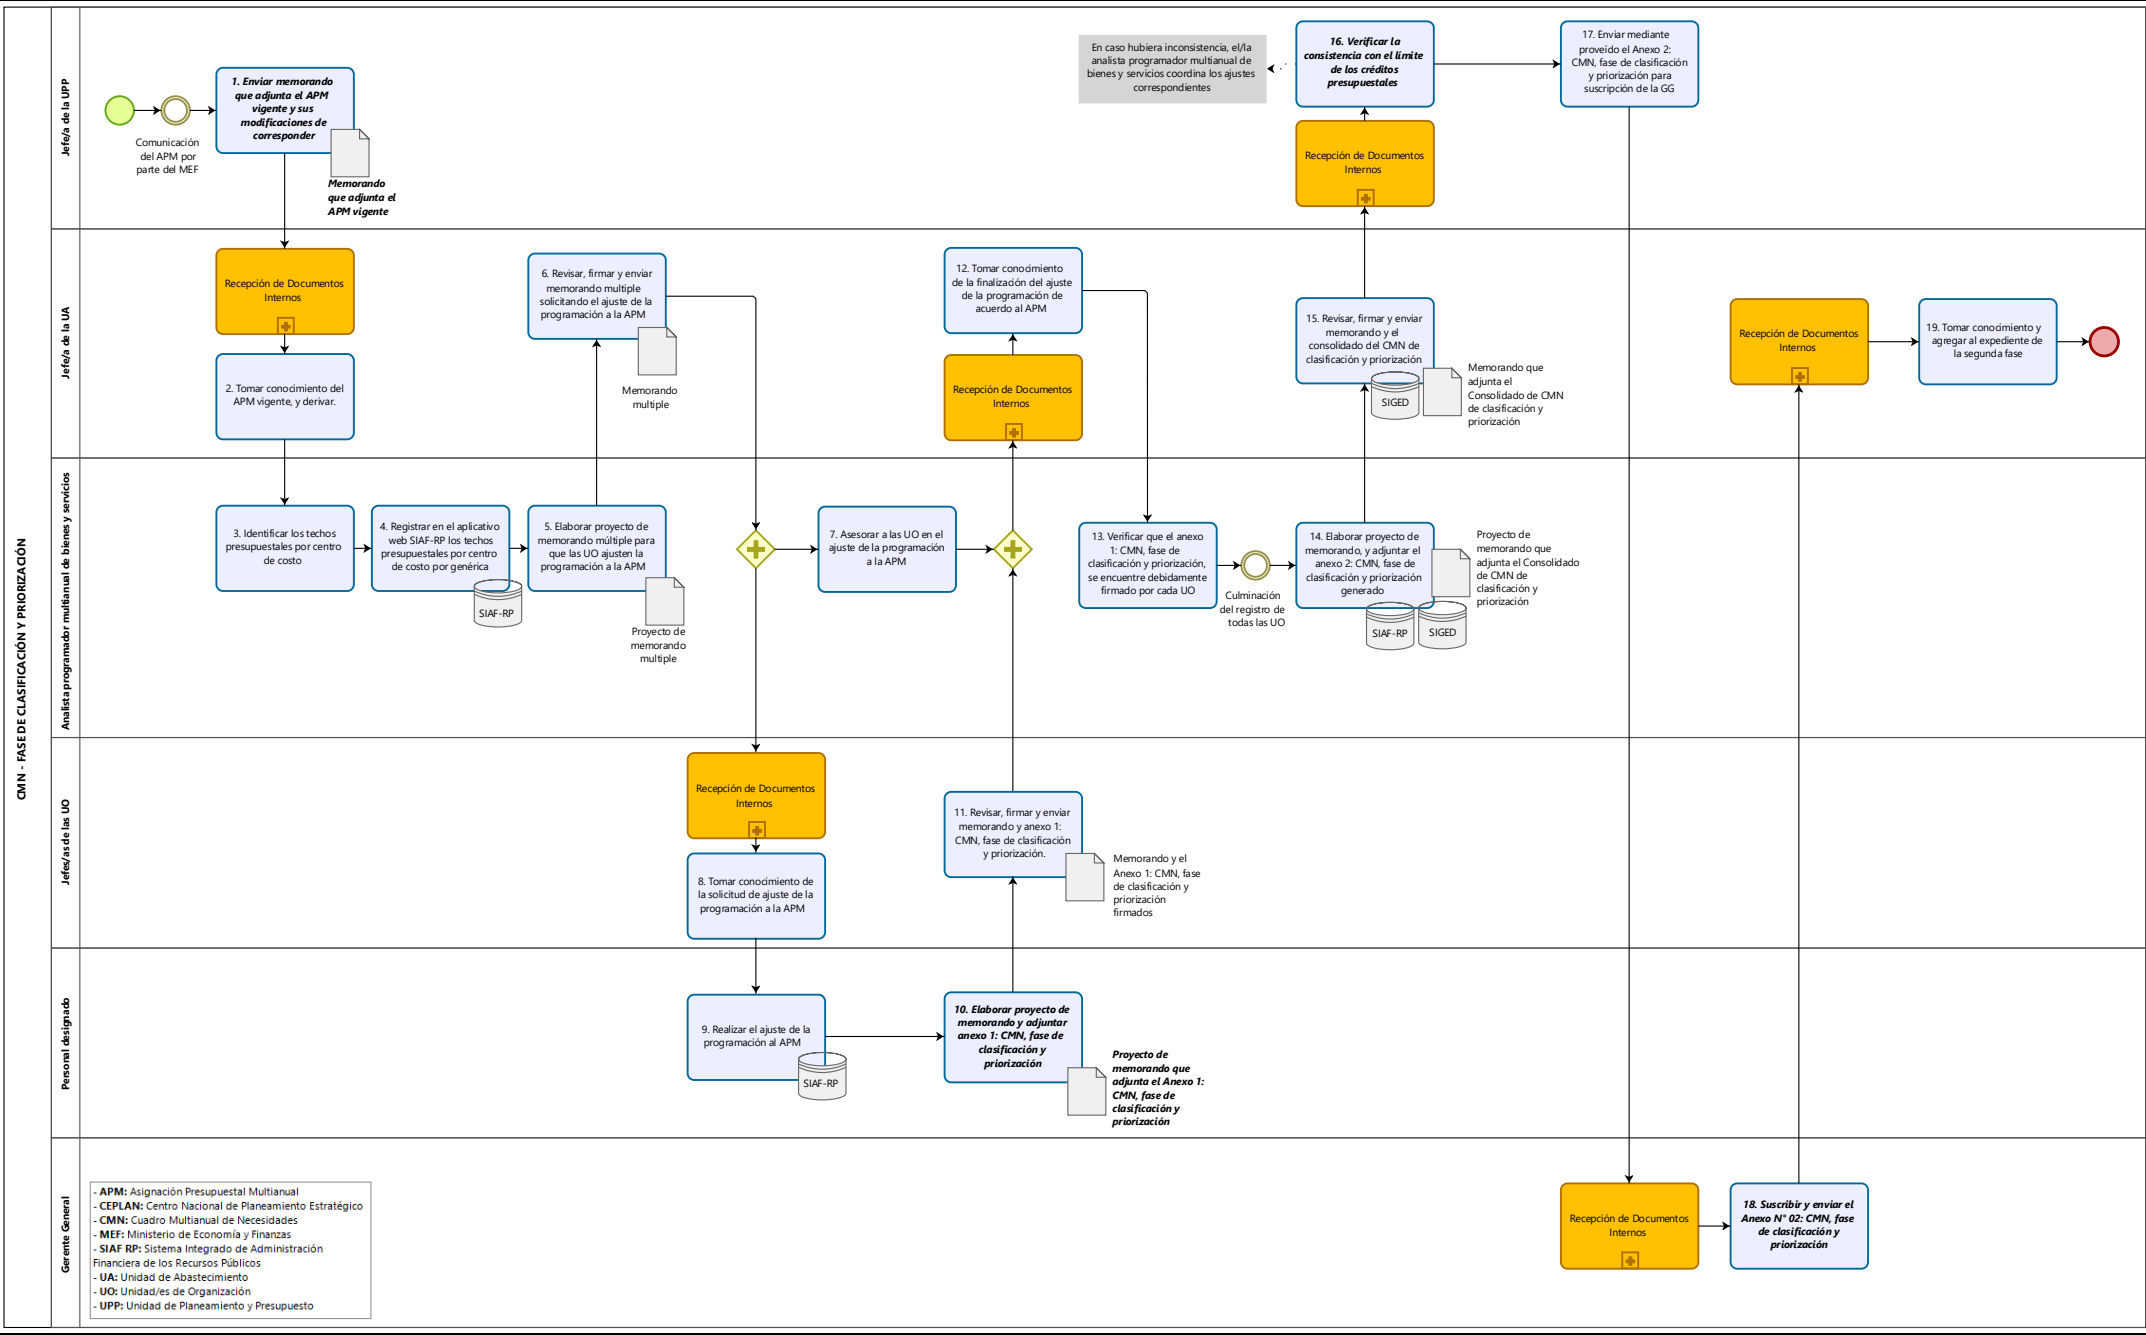 CMN - FASE DE CLASIFICACIÓN Y PRIORIZACIÓN
Jefe/a de la UPP
Comunicación
del APM por
parte del MEF
1. Enviar memorando
que adjunta el APM
vigente y sus
modificaciones de
corresponder
Memorando
que adjunta el
APM vigente
En caso hubiera inconsistencia, el/la
analista programador multianual de
bienes y servicios coordina los ajustes
correspondientes
16. Verificar la
consistencia con el límite
de los créditos
presupuestales
Recepción de Documentos
Internos
17. Enviar mediante
proveído el Anexo 2:
CMN, fase de clasificación
y priorización para
suscripción de la GG
Jefe/a de la UA
Recepción de Documentos
Internos
2. Tomar conocimiento del
APM vigente, y derivar.
6. Revisar, firmar y enviar
memorando multiple
solicitando el ajuste de la
programación a la APM
Memorando
multiple
12. Tomar conocimiento
de la finalización del ajuste
de la programación de
acuerdo al APM
Recepción de Documentos
Internos
15. Revisar, firmar y enviar
memorando y el
consolidado del CMN de
clasificación y priorización
SIGED
Memorando que
adjunta el
Consolidado de CMN
de clasificación y
priorización
Recepción de Documentos
Internos
19. Tomar conocimiento y
agregar al expediente de
la segunda fase
Analista programador multianual de bienes y servicios
3. Identificar los techos
presupuestales por centro
de costo
4. Registrar en el aplicativo
web SIAF-RP los techos
presupuestales por centro
de costo por genérica
SIAF-RP
5. Elaborar proyecto de
memorando múltiple para
que las UO ajusten la
programación a la APM
Proyecto de
memorando
multiple
7. Asesorar a las UO en el
ajuste de la programación
a la APM
13. Verificar que el anexo
1: CMN, fase de
clasificación y priorización,
se encuentre debidamente
firmado por cada UO
Culminación
del registro de
todas las UO
14. Elaborar proyecto de
memorando, y adjuntar el
anexo 2: CMN, fase de
clasificación y priorización
generado
SIAF-RP
SIGED
Proyecto de
memorando que
adjunta el Consolidado
de CMN de
clasificación y
priorización
Jefes/as de las UO
Recepción de Documentos
Internos
8. Tomar conocimiento de
la solicitud de ajuste de la
programación a la APM
11. Revisar, firmar y enviar
memorando y anexo 1:
CMN, fase de clasificación
y priorización.
Memorando y el
Anexo 1: CMN, fase
de clasificación y
priorización
firmados
Personal designado
9. Realizar el ajuste de la
programación al APM
SIAF-RP
10. Elaborar proyecto de
memorando y adjuntar
anexo 1: CMN, fase de
clasificación y
priorización
Proyecto de
memorando que
adjunta el Anexo 1:
CMN, fase de
clasificación y
priorización
Gerente General
- APM: Asignación Presupuestal Multianual
- CEPLAN: Centro Nacional de Planeamiento Estratégico
- CMN: Cuadro Multianual de Necesidades
- MEF: Ministerio de Economía y Finanzas
- SIAF RP: Sistema Integrado de Administración
Financiera de los Recursos Públicos
- UA: Unidad de Abastecimiento
- UO: Unidad/es de Organización
- UPP: Unidad de Planeamiento y Presupuesto
Recepción de Documentos
Internos
18. Suscribir y enviar el
Anexo N° 02: CMN, fase
de clasificación y
priorización